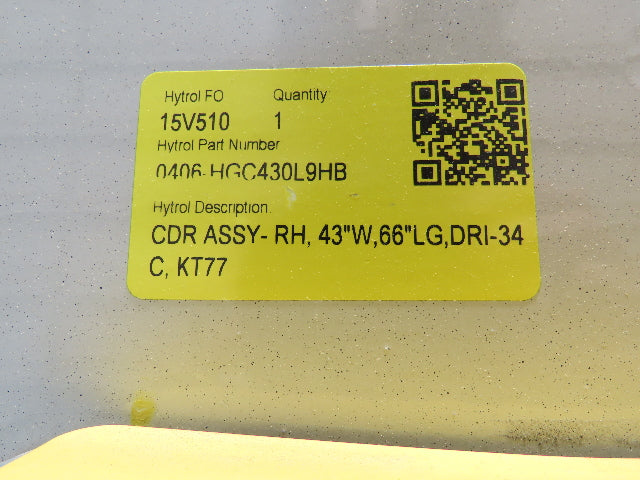 Hytrol FO Quantity
15V510 1
Hytrol Part Number
0406-HGC430L9HB
Hytrol Description
CDR ASSY- RH, 43"W,66"LG,DRI-34
C, KT77